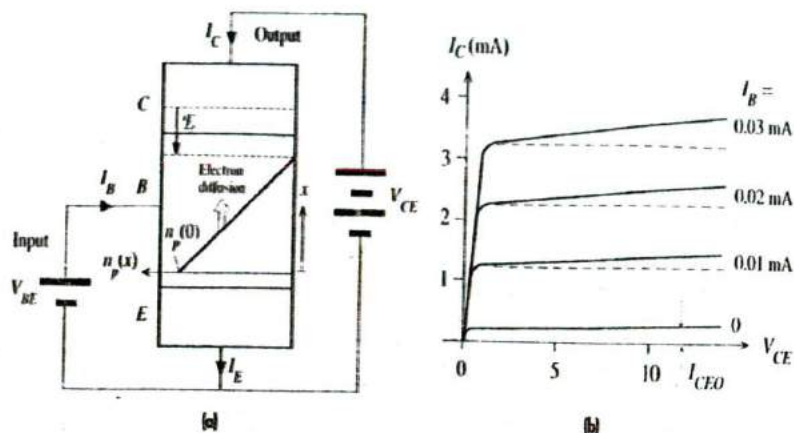 I_C
Output
C
ℰ
I_B
B
Electron
diffusion
x
V_CE
n_p(0)
Input
n_p(x)
V_BE
E
I_E
(a)
I_C (mA)
4
3
2
1
0
5
10
V_CE
I_CEO
I_B =
0.03 mA
0.02 mA
0.01 mA
0
(b)